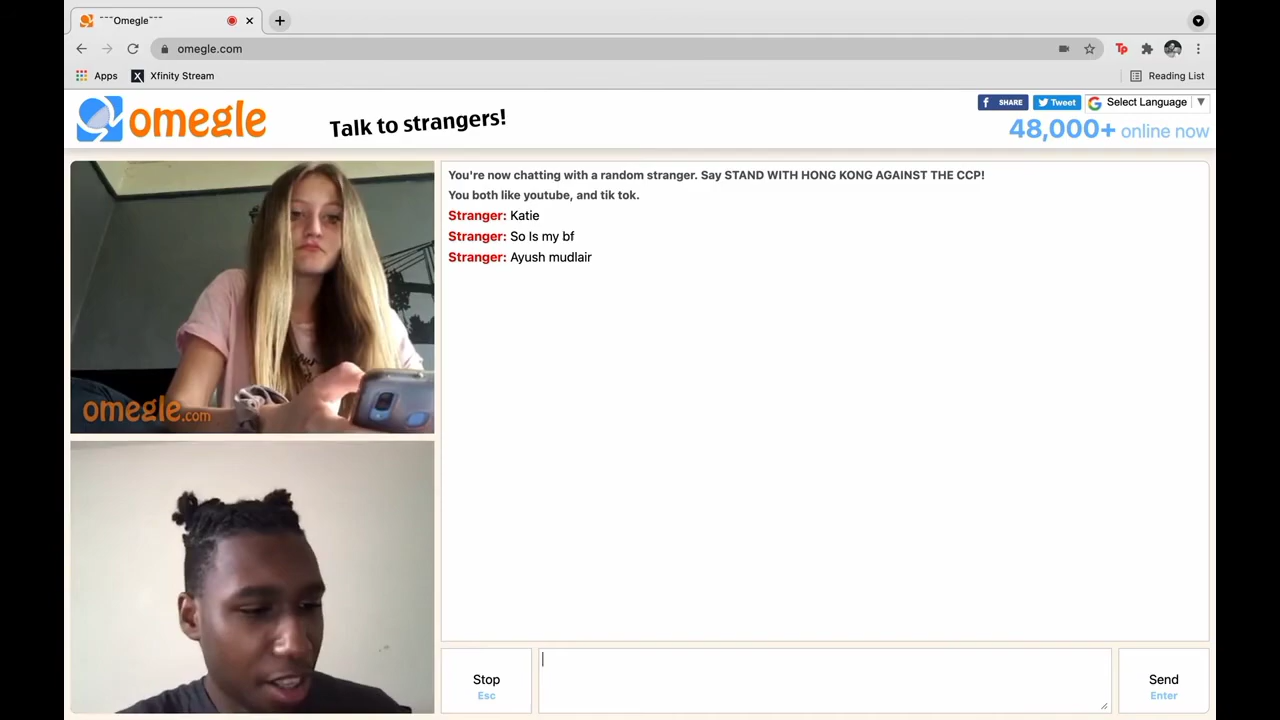 ˉˉˉOmegleˉˉˉ
omegle.com
Tp
Apps
X Xfinity Stream
Reading List
omegle
Talk to strangers!
f SHARE
Tweet
G Select Language ▼
48,000+ online now
You're now chatting with a random stranger. Say STAND WITH HONG KONG AGAINST THE CCP!
You both like youtube, and tik tok.
Stranger: Katie
Stranger: So Is my bf
Stranger: Ayush mudlair
omegle.com
Stop
Esc
Send
Enter